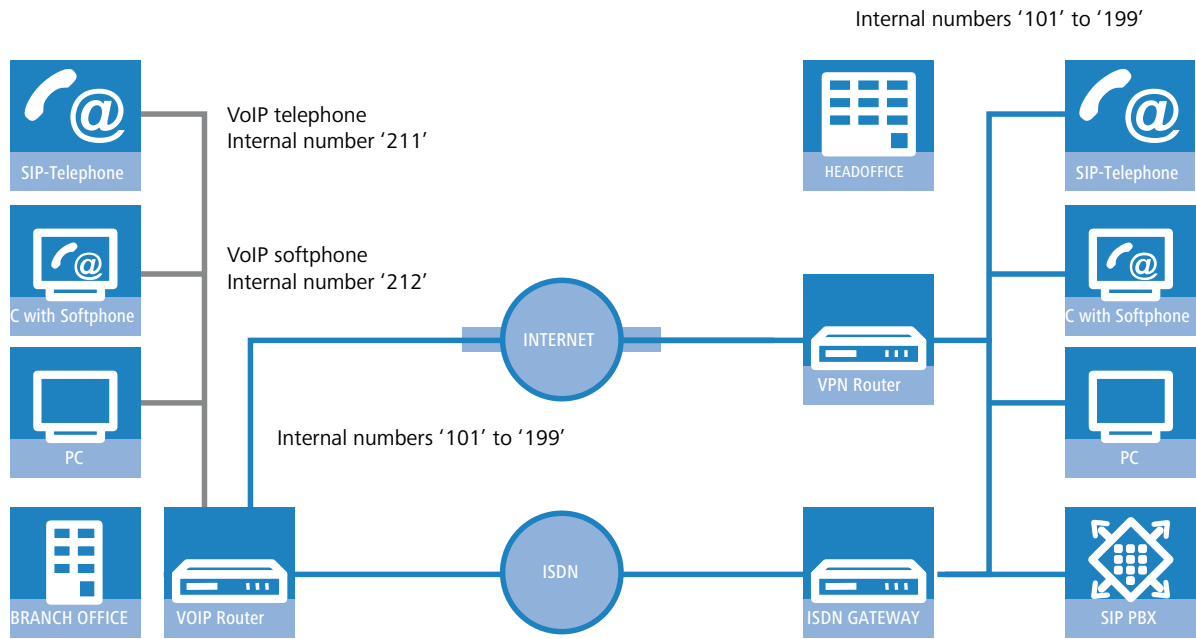 Internal numbers ‘101’ to ‘199’
SIP-Telephone
VoIP telephone
Internal number ‘211’
HEADOFFICE
SIP-Telephone
C with Softphone
VoIP softphone
Internal number ‘212’
INTERNET
VPN Router
C with Softphone
PC
Internal numbers ‘101’ to ‘199’
PC
BRANCH OFFICE
VOIP Router
ISDN
ISDN GATEWAY
SIP PBX